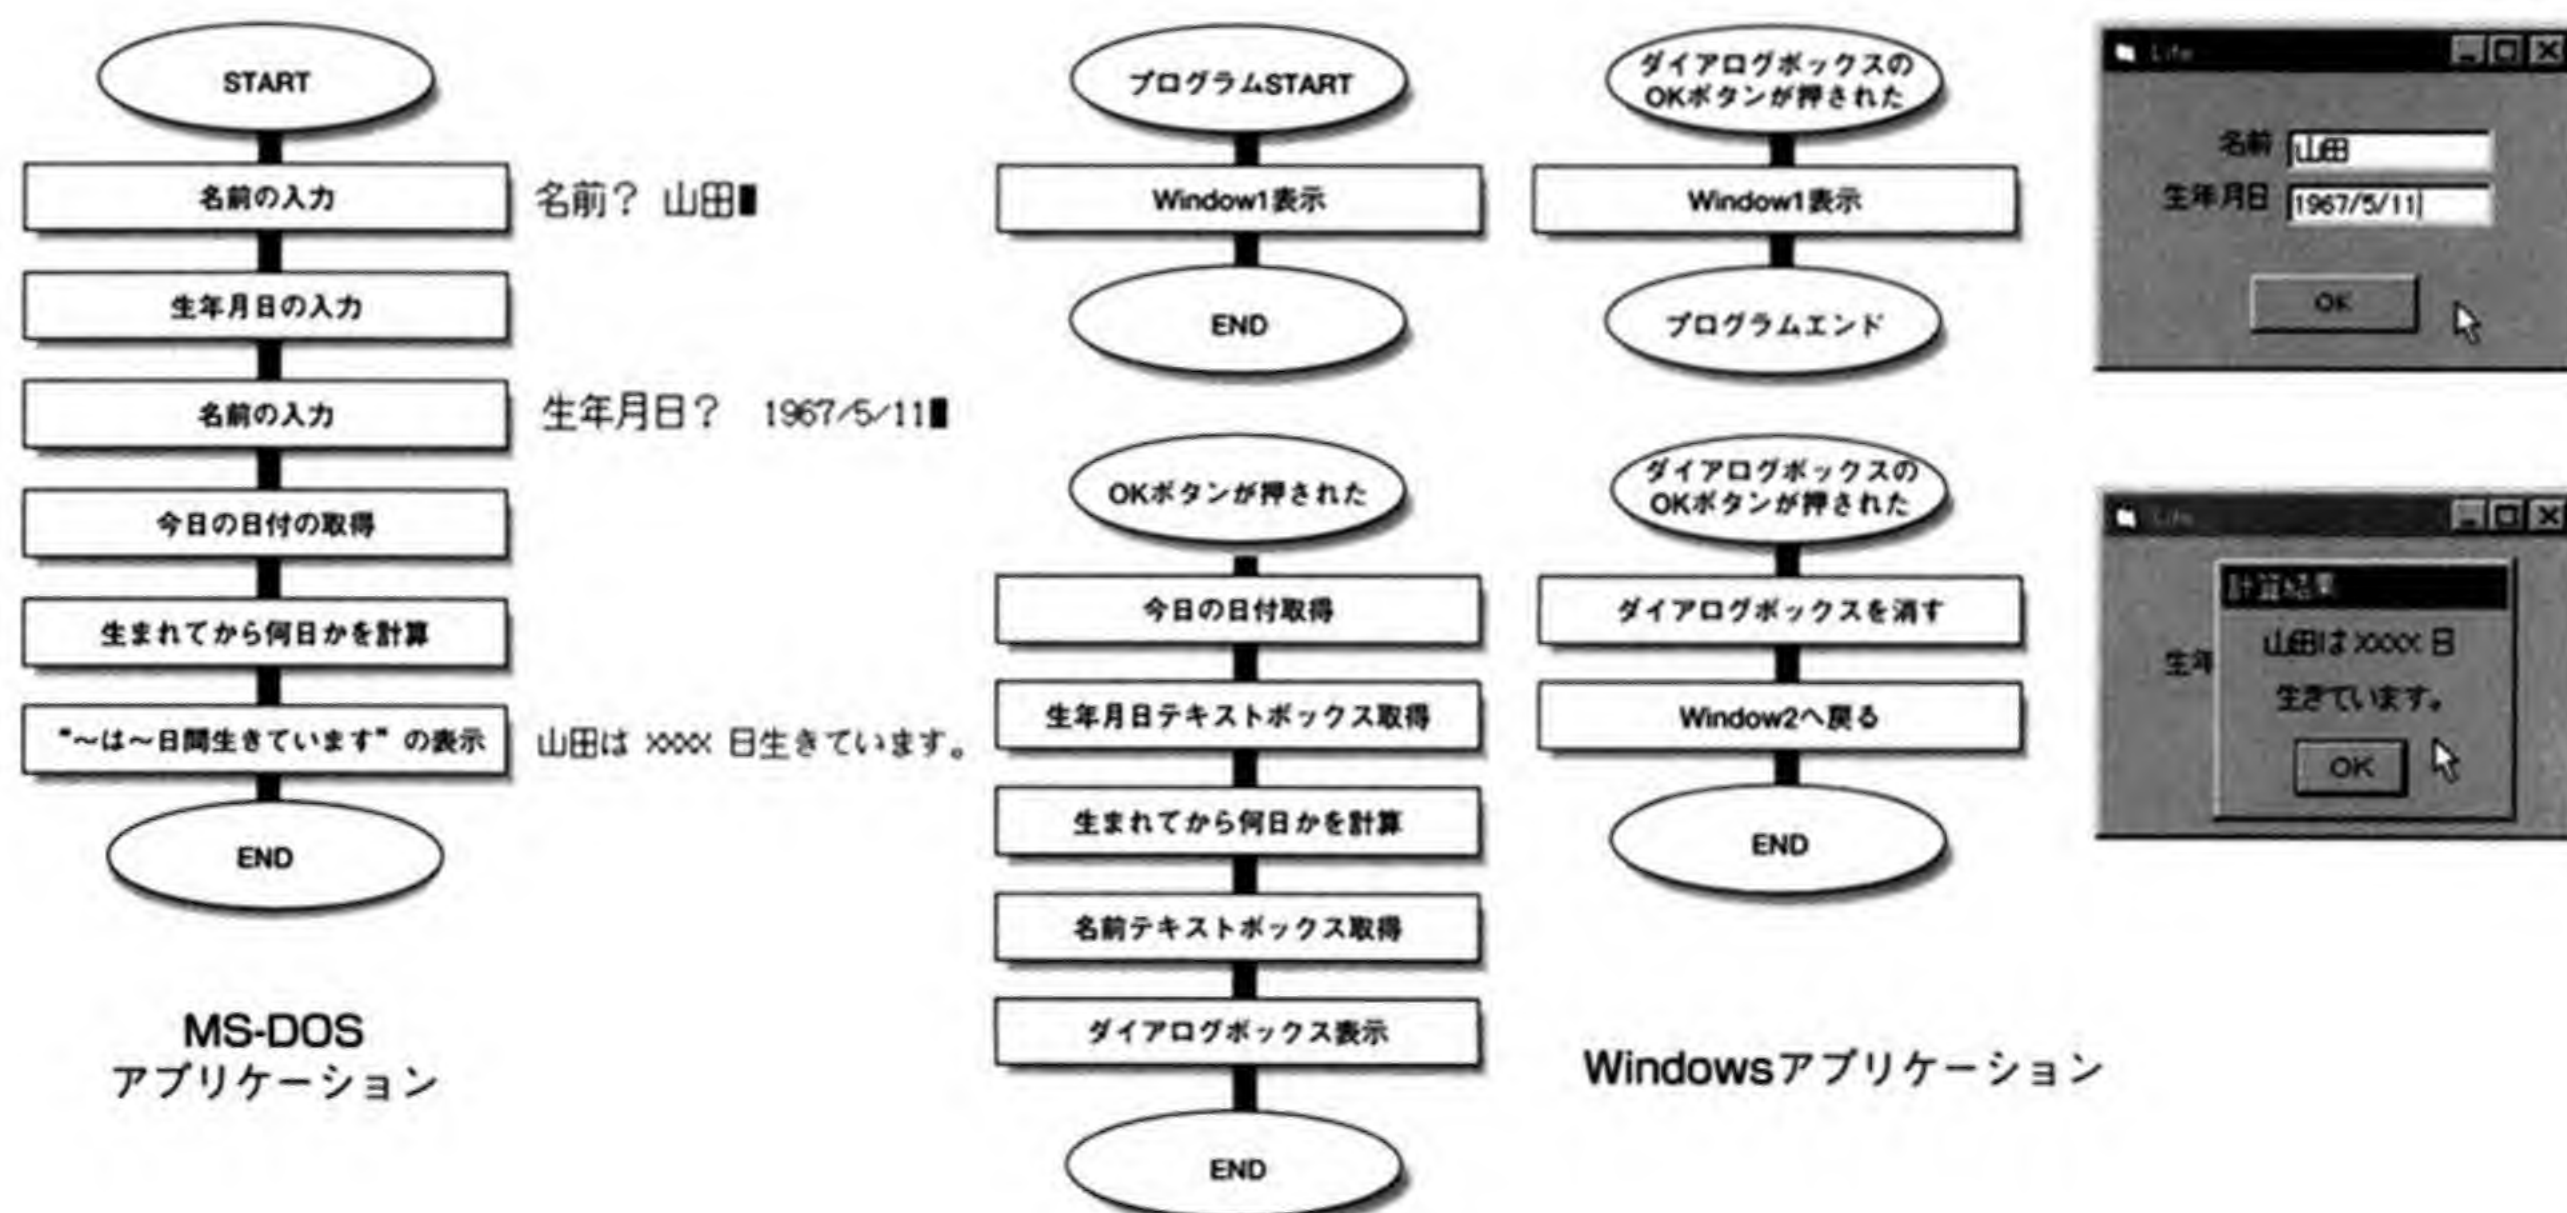 START
名前の入力
名前? 山田
生年月日の入力
名前の入力
生年月日? 1967/5/11
今日の日付の取得
生まれてから何日かを計算
"〜は〜日間生きています" の表示
山田は xxxx 日生きています。
END
MS-DOS
アプリケーション
プログラムSTART
Window1表示
END
ダイアログボックスの
OKボタンが押された
Window1表示
プログラムエンド
OKボタンが押された
今日の日付取得
生年月日テキストボックス取得
生まれてから何日かを計算
名前テキストボックス取得
ダイアログボックス表示
END
ダイアログボックスの
OKボタンが押された
ダイアログボックスを消す
Window2へ戻る
END
Windowsアプリケーション
Life
名前 山田
生年月日 1967/5/11
OK
Life
計算結果
生年
山田は xxxx 日
生きています。
OK